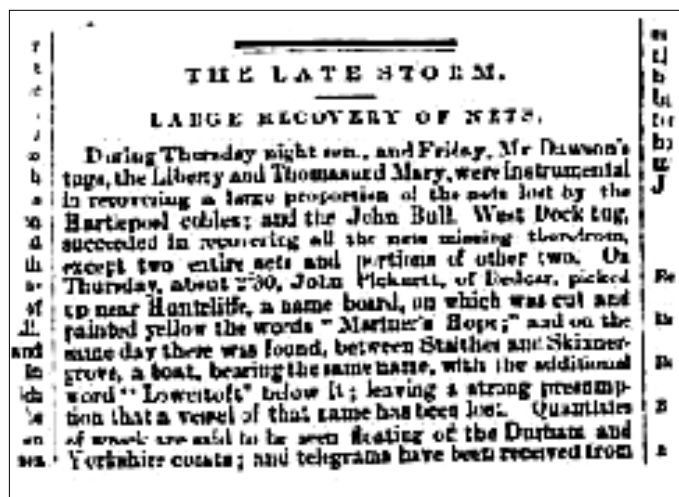 THE LATE STORM.
LARGE RECOVERY OF NETS.
During Thursday night and Friday, Mr Dawson's
tugs, the Liberty and Thomas and Mary, were instrumental
in recovering a large proportion of the nets lost by the
Hartlepool cobles; and the John Bull, West Dock tug,
succeeded in recovering all the nets missing therefrom,
except two entire nets and portions of other two. On
Thursday, about 30, John Pickett, of Redcar, picked
up near Huntcliffe, a name board, on which was cut and
painted yellow the words "Mariner's Hope;" and on the
same day there was found, between Staithes and Skinner-
grove, a boat, bearing the same name, with the additional
word "Lowestoft" below it; leaving a strong presump-
tion that a vessel of that name has been lost. Quantities
of wreck are said to be seen floating of the Durham and
Yorkshire coasts; and telegrams have been received from